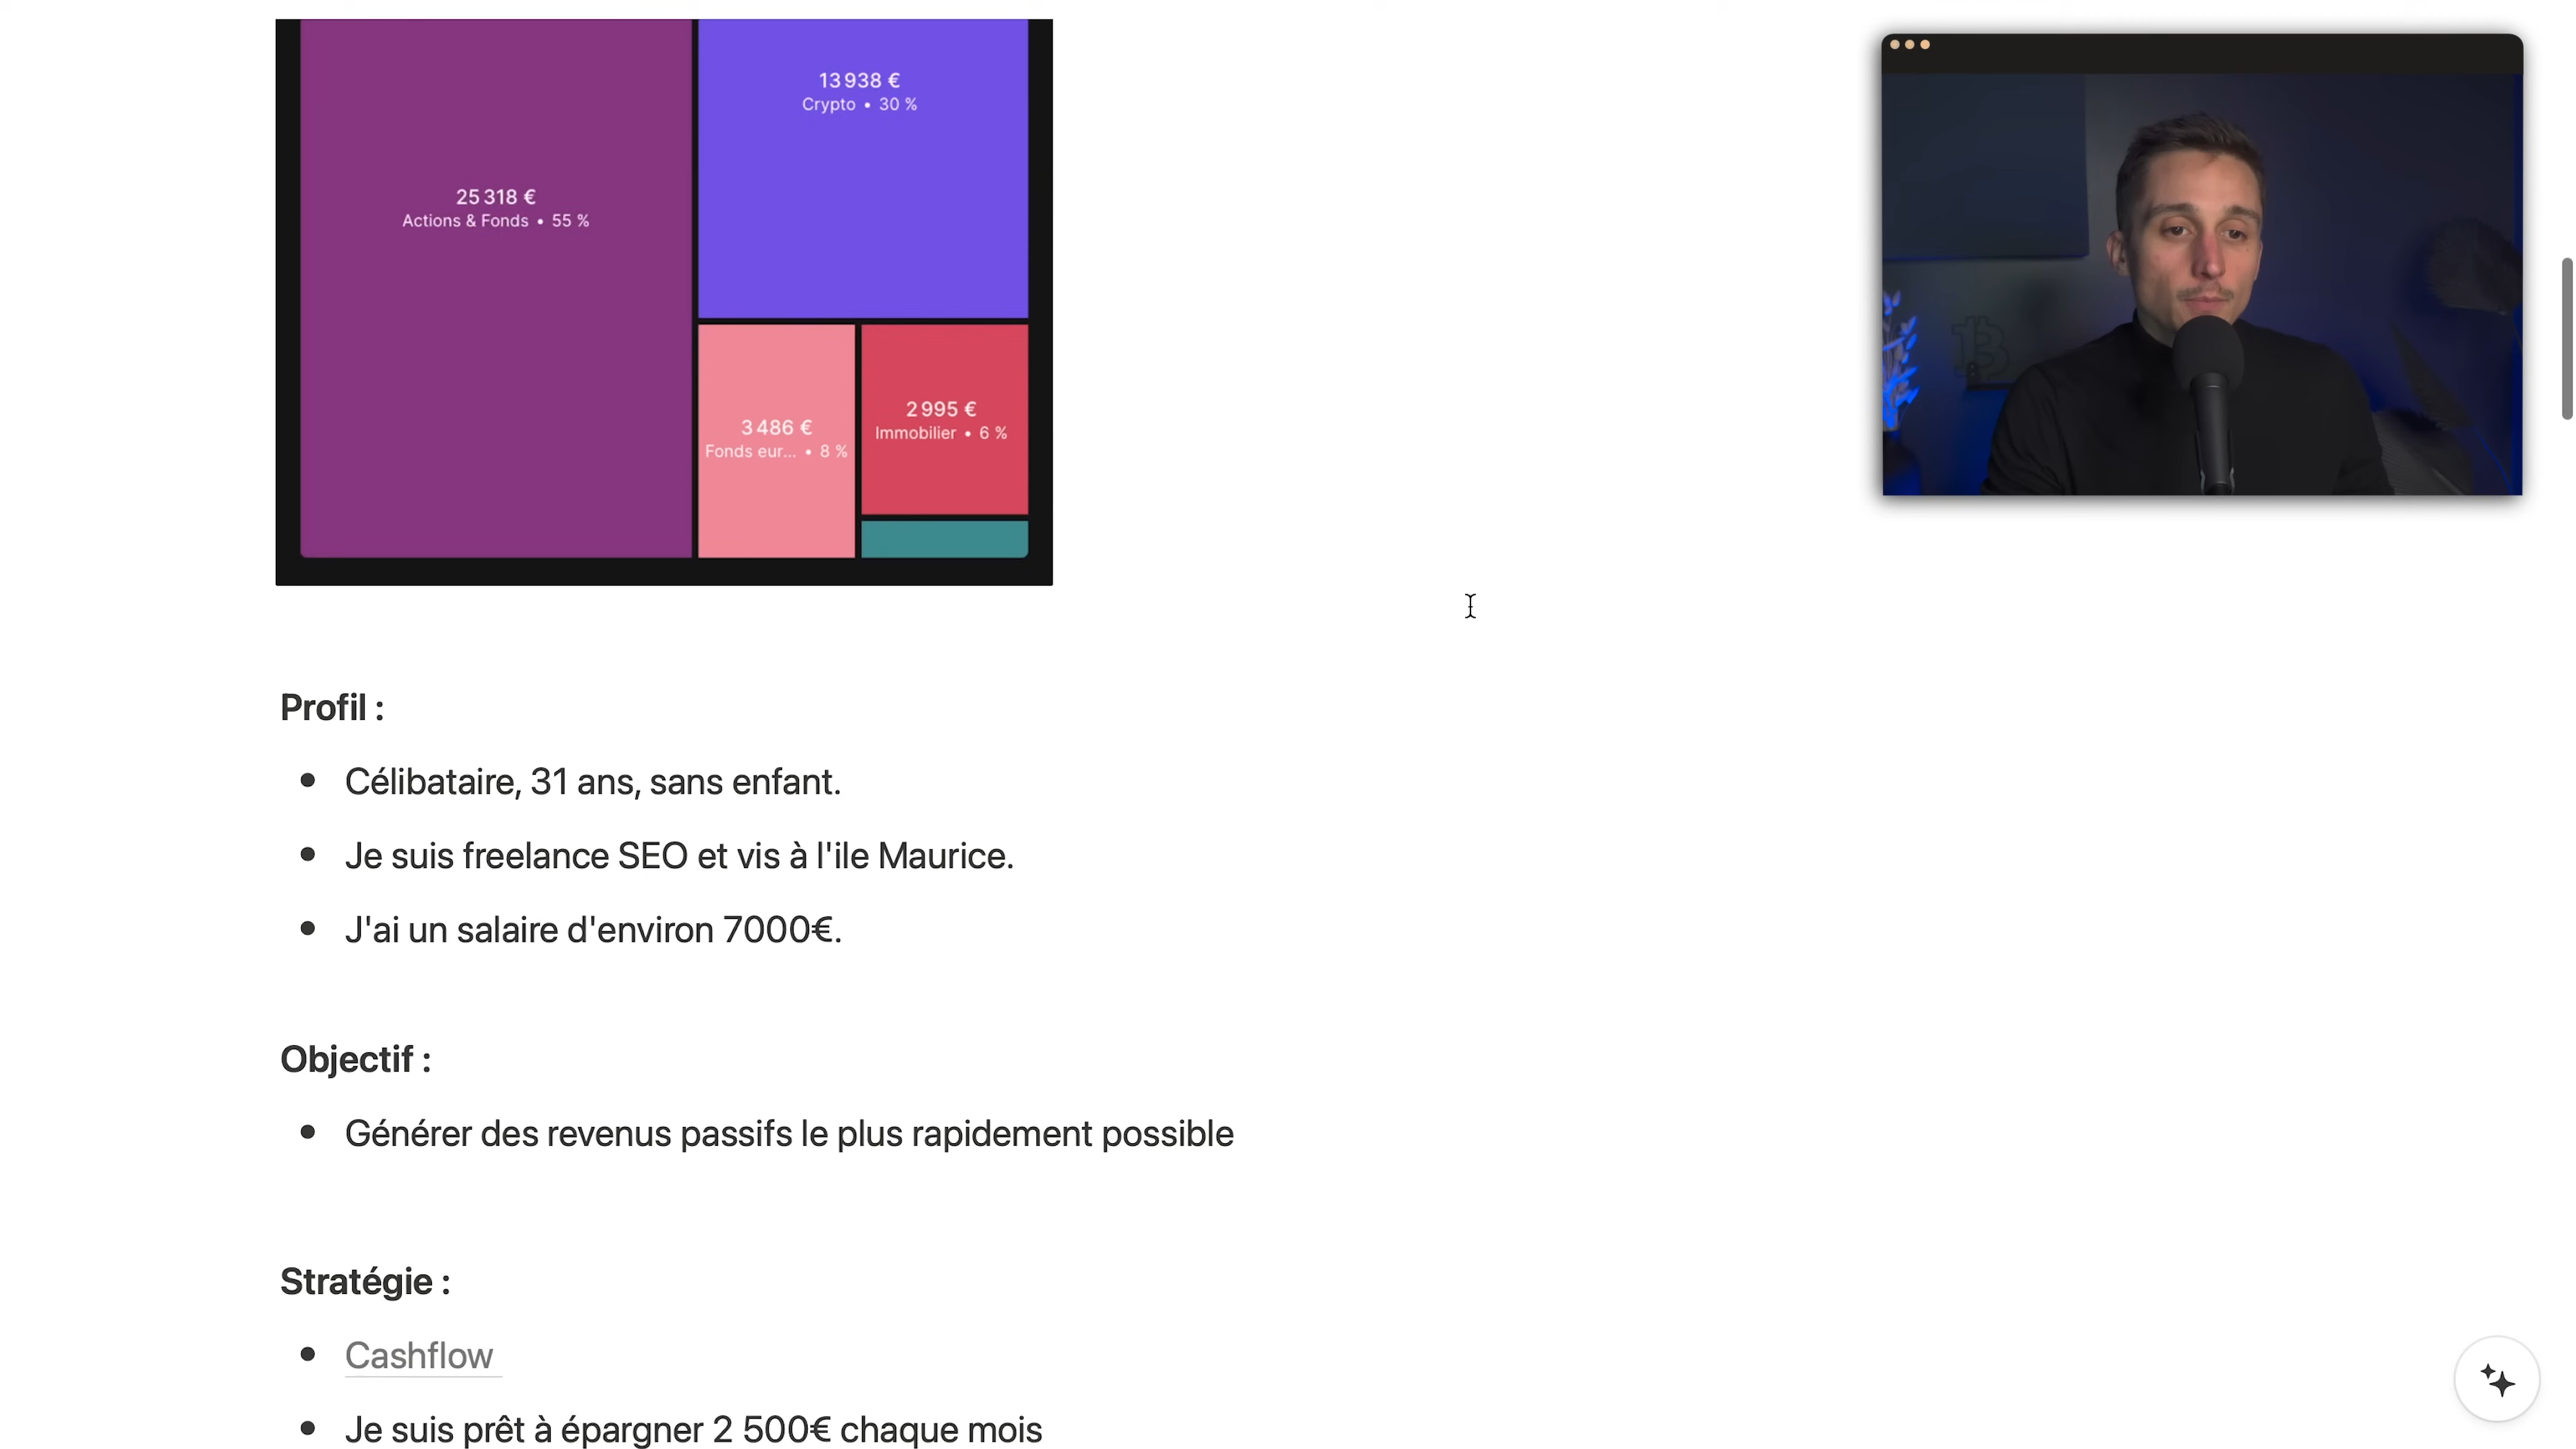 13 938 €
Crypto • 30 %
25 318 €
Actions & Fonds • 55 %
2 995 €
Immobilier • 6 %
3 486 €
Fonds eur... • 8 %
Profil :
• Célibataire, 31 ans, sans enfant.
• Je suis freelance SEO et vis à l'ile Maurice.
• J'ai un salaire d'environ 7000€.
Objectif :
• Générer des revenus passifs le plus rapidement possible
Stratégie :
• Cashflow
• Je suis prêt à épargner 2 500€ chaque mois